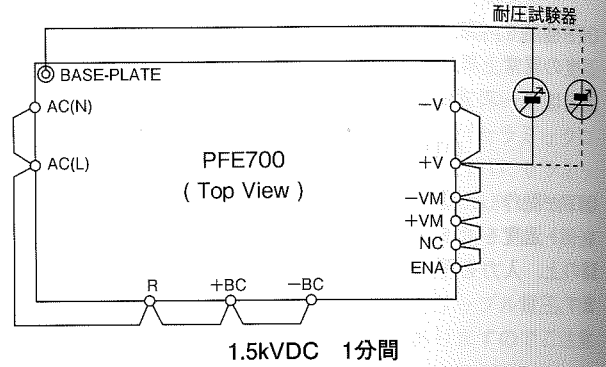 耐圧試験器
BASE-PLATE
AC(N)
−V
AC(L)
PFE700
+V
( Top View )
−VM
+VM
NC
ENA
R
+BC
−BC
1.5kVDC 1分間